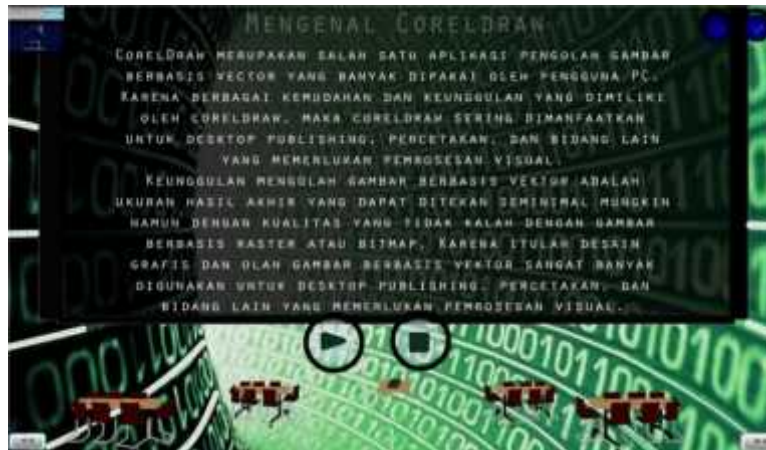 MENGENAL CORELDRAW
CORELDRAW MERUPAKAN SALAH SATU APLIKASI PENGOLAH GAMBAR
BERBASIS VECTOR YANG BANYAK DIPAKAI OLEH PENGGUNA PC.
KARENA BERBAGAI KEMUDAHAN DAN KEUNGGULAN YANG DIMILIKI
OLEH CORELDRAW, MAKA CORELDRAW SERING DIMANFAATKAN
UNTUK DESKTOP PUBLISHING, PERCETAKAN, DAN BIDANG LAIN
YANG MEMERLUKAN PEMROSESAN VISUAL.
KEUNGGULAN MENGOLAH GAMBAR BERBASIS VEKTOR ADALAH
UKURAN HASIL AKHIR YANG DAPAT DITEKAN SEMINIMAL MUNGKIN
NAMUN DENGAN KUALITAS YANG TIDAK KALAH DENGAN GAMBAR
BERBASIS RASTER ATAU BITMAP. KARENA ITULAH DESAIN
GRAFIS DAN OLAH GAMBAR BERBASIS VEKTOR SANGAT BANYAK
DIGUNAKAN UNTUK DESKTOP PUBLISHING, PERCETAKAN, DAN
BIDANG LAIN YANG MEMERLUKAN PEMROSESAN VISUAL.